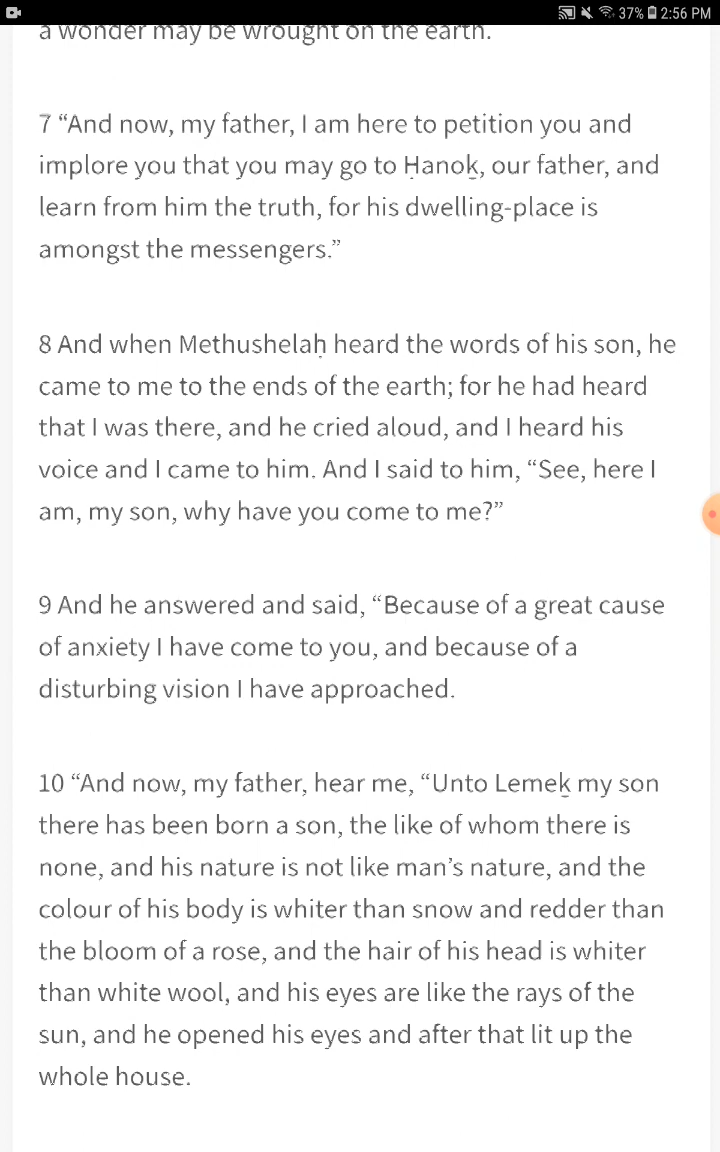 37% 2:56 PM
a wonder may be wrought on the earth.
7 “And now, my father, I am here to petition you and
implore you that you may go to Ḥanoḵ, our father, and
learn from him the truth, for his dwelling-place is
amongst the messengers.”
8 And when Methushelaḥ heard the words of his son, he
came to me to the ends of the earth; for he had heard
that I was there, and he cried aloud, and I heard his
voice and I came to him. And I said to him, “See, here I
am, my son, why have you come to me?”
9 And he answered and said, “Because of a great cause
of anxiety I have come to you, and because of a
disturbing vision I have approached.
10 “And now, my father, hear me, “Unto Lemeḵ my son
there has been born a son, the like of whom there is
none, and his nature is not like man’s nature, and the
colour of his body is whiter than snow and redder than
the bloom of a rose, and the hair of his head is whiter
than white wool, and his eyes are like the rays of the
sun, and he opened his eyes and after that lit up the
whole house.